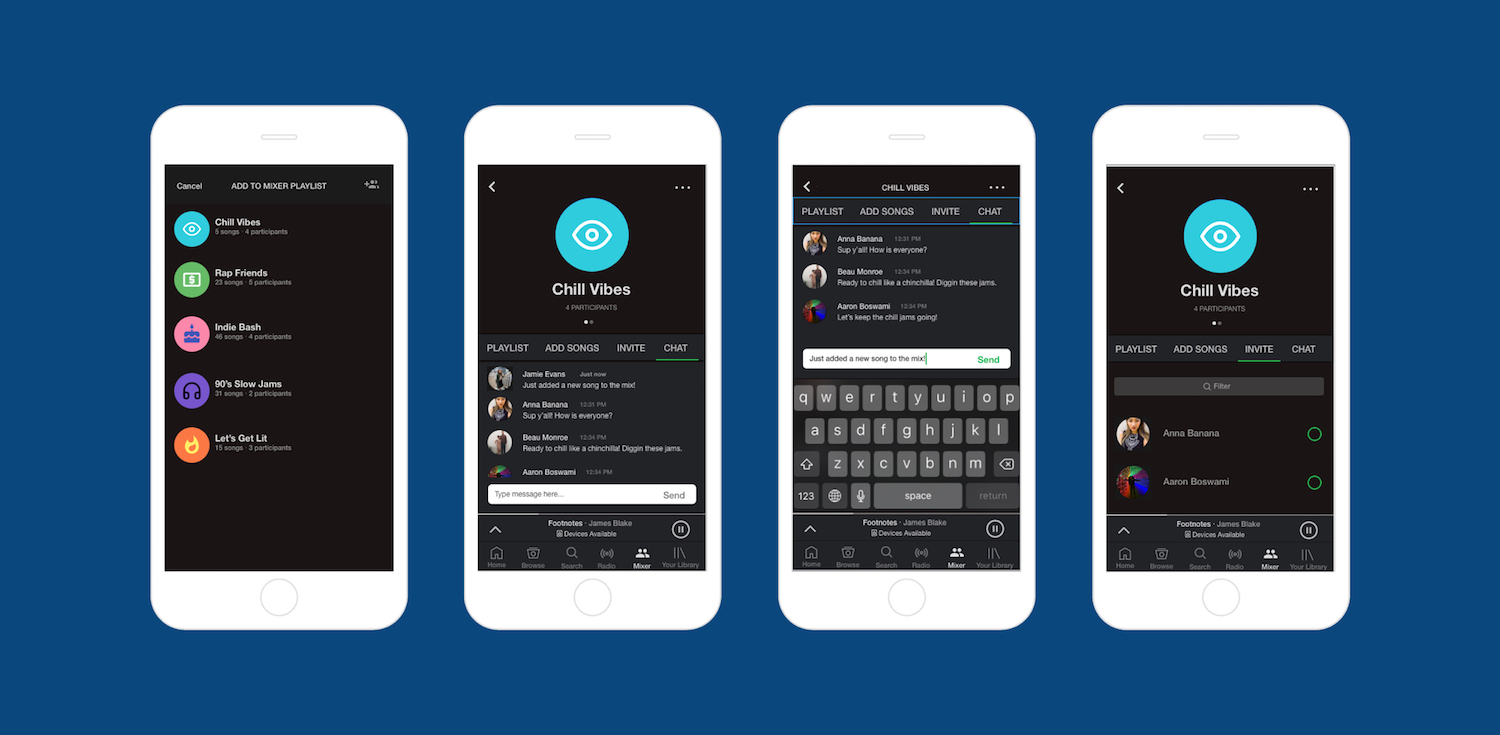 Cancel ADD TO MIXER PLAYLIST
Chill Vibes
5 songs · 4 participants
Rap Friends
23 songs · 5 participants
Indie Bash
46 songs · 4 participants
90's Slow Jams
31 songs · 2 participants
Let's Get Lit
15 songs · 3 participants
Chill Vibes
4 PARTICIPANTS
PLAYLIST ADD SONGS INVITE CHAT
Jamie Evans Just now
Just added a new song to the mix!
Anna Banana 12:31 PM
Sup y'all! How is everyone?
Beau Monroe 12:34 PM
Ready to chill like a chinchilla! Diggin these jams.
Aaron Boswami 12:34 PM
Type message here... Send
Footnotes · James Blake
Devices Available
Home Browse Search Radio Mixer Your Library
CHILL VIBES
PLAYLIST ADD SONGS INVITE CHAT
Anna Banana 12:31 PM
Sup y'all! How is everyone?
Beau Monroe 12:34 PM
Ready to chill like a chinchilla! Diggin these jams.
Aaron Boswami 12:34 PM
Let's keep the chill jams going!
Just added a new song to the mix! Send
q w e r t y u i o p
a s d f g h j k l
z x c v b n m
123 space return
Footnotes · James Blake
Devices Available
Home Browse Search Radio Mixer Your Library
Chill Vibes
4 PARTICIPANTS
PLAYLIST ADD SONGS INVITE CHAT
Filter
Anna Banana
Aaron Boswami
Footnotes · James Blake
Devices Available
Home Browse Search Radio Mixer Your Library